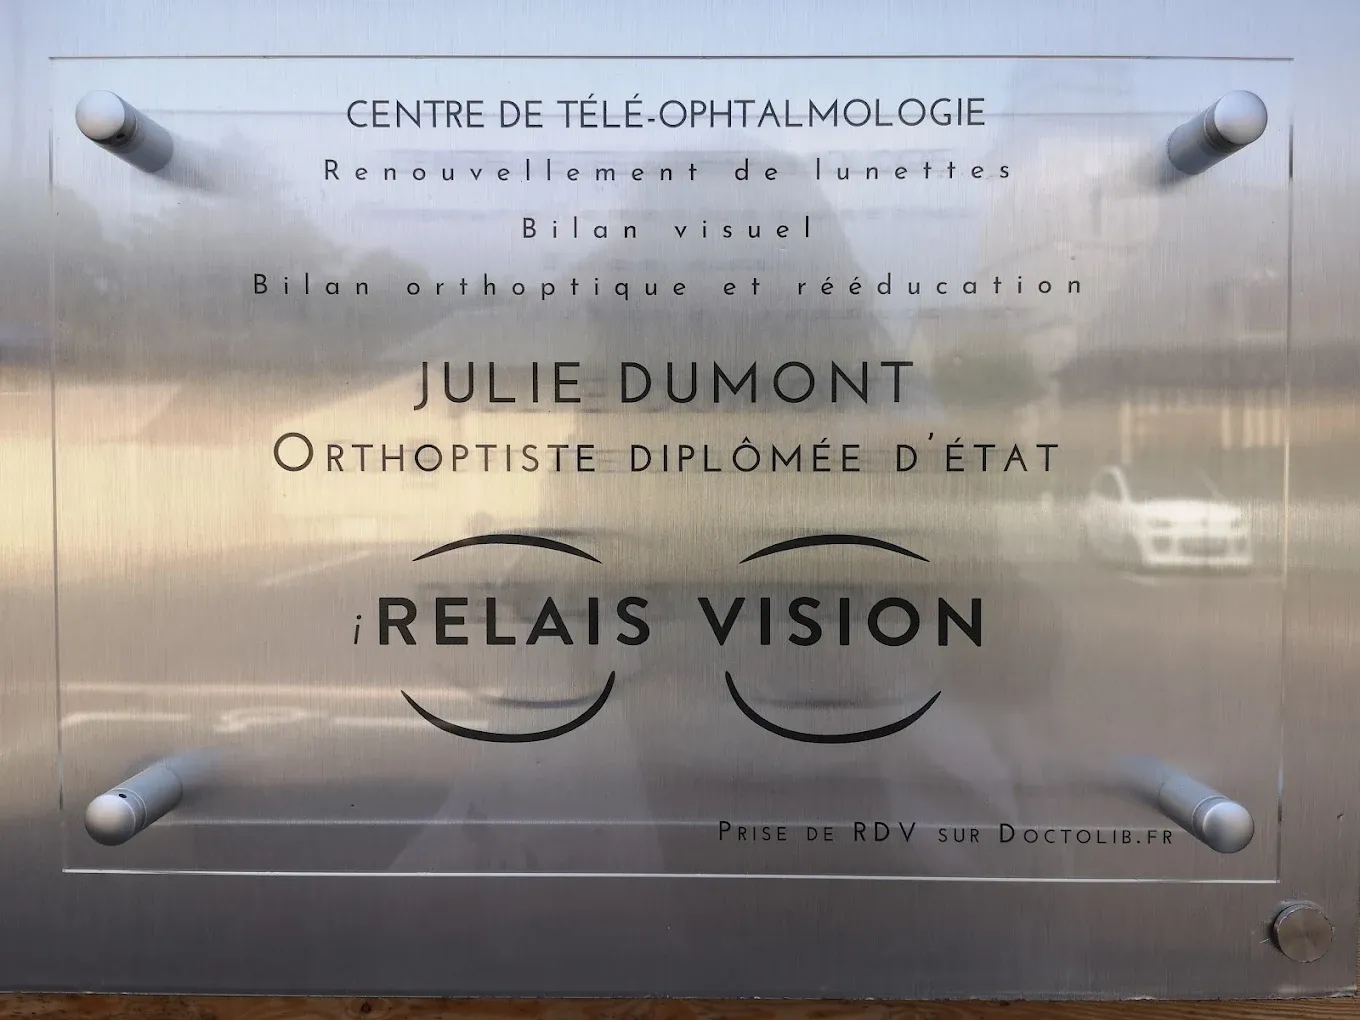 CENTRE DE TÉLÉ-OPHTALMOLOGIE
Renouvellement de lunettes
Bilan visuel
Bilan orthoptique et rééducation
JULIE DUMONT
ORTHOPTISTE DIPLÔMÉE D'ÉTAT
i RELAIS VISION
PRISE DE RDV SUR DOCTOLIB.FR